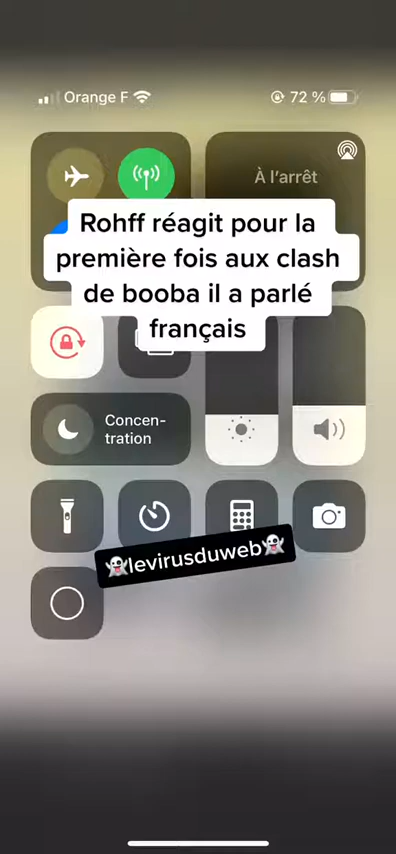 Orange F
72 %
À l'arrêt
Rohff réagit pour la
première fois aux clash
de booba il a parlé
français
Concen-
tration
👻levirusduweb👻